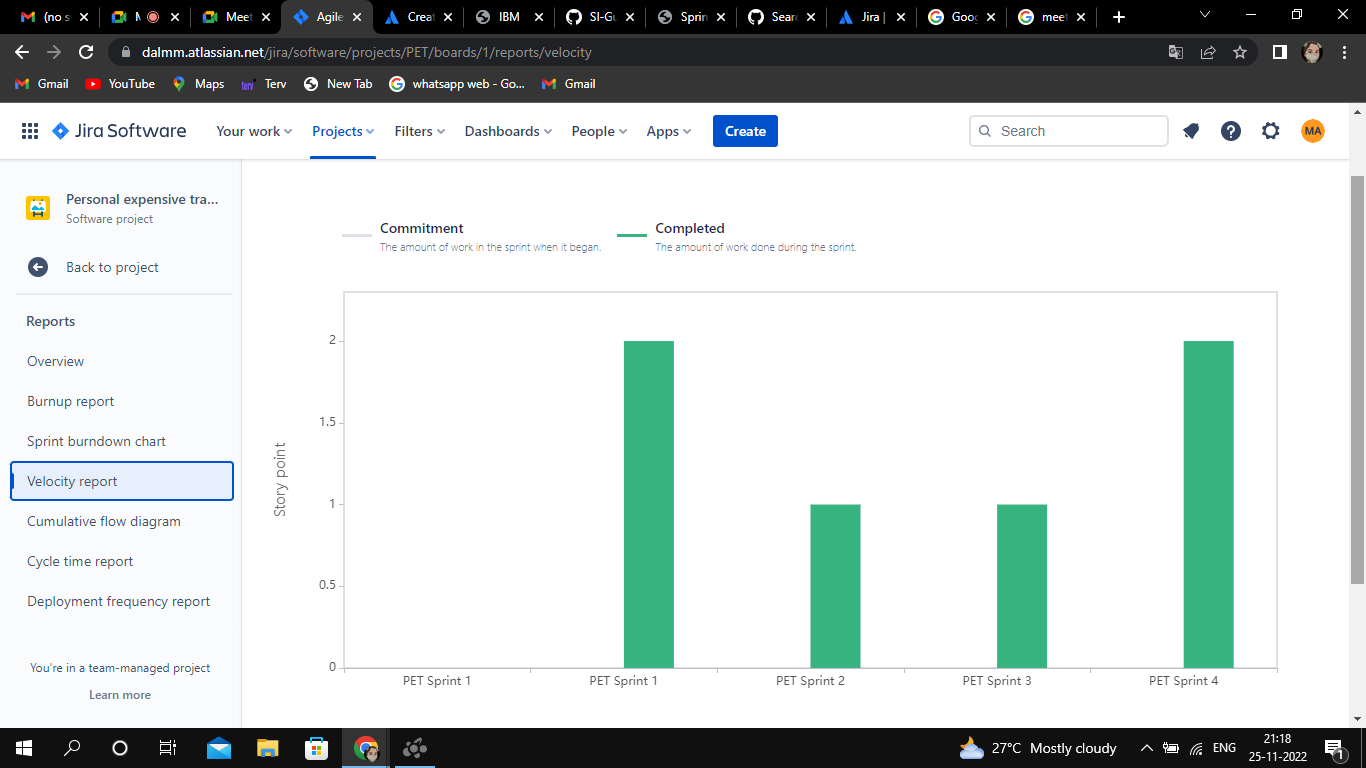 (no s
M
Meet
Agile
Creat
IBM
SI-Gu
Sprin
Searc
Jira |
Goog
meet
dalmm.atlassian.net/jira/software/projects/PET/boards/1/reports/velocity
Gmail YouTube Maps Terv New Tab whatsapp web - Go... Gmail
Jira Software Your work Projects Filters Dashboards People Apps Create Search MA
Personal expensive tra...
Software project
Back to project
Reports
Overview
Burnup report
Sprint burndown chart
Velocity report
Cumulative flow diagram
Cycle time report
Deployment frequency report
You're in a team-managed project
Learn more
Commitment
The amount of work in the sprint when it began.
Completed
The amount of work done during the sprint.
Story point
2
1.5
1
0.5
0
PET Sprint 1 PET Sprint 1 PET Sprint 2 PET Sprint 3 PET Sprint 4
27°C Mostly cloudy ENG
21:18
25-11-2022
1